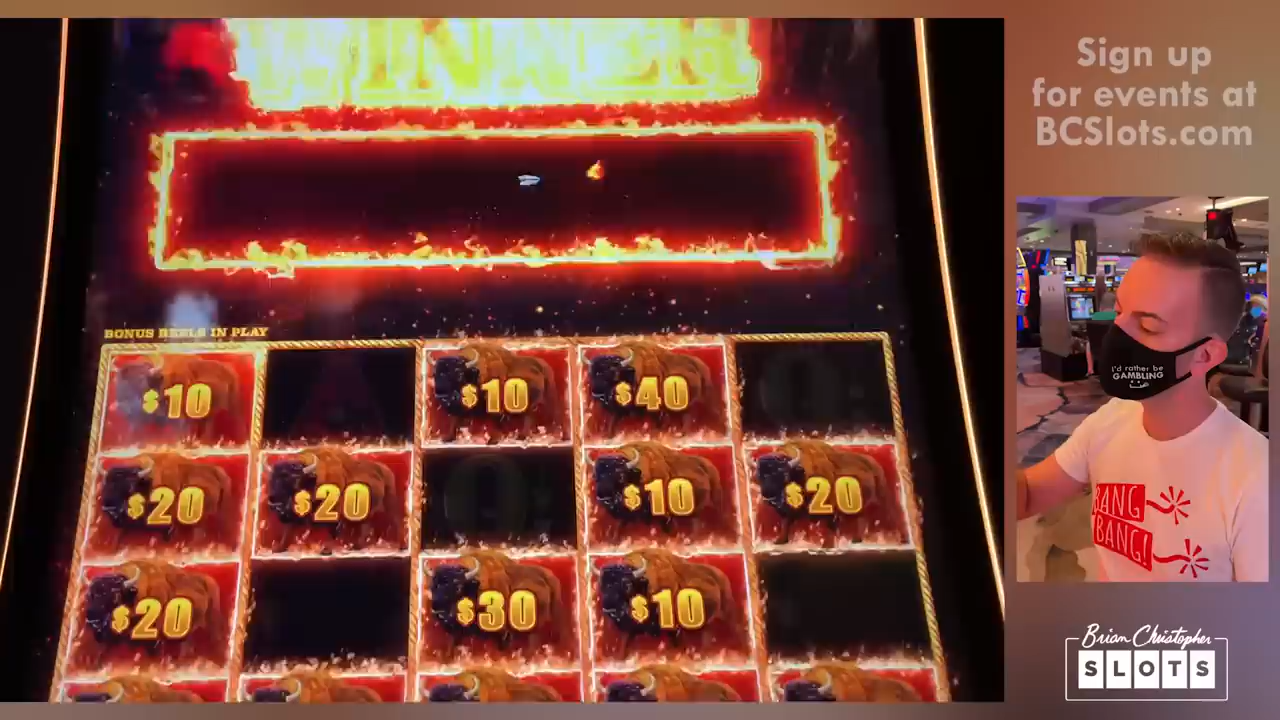 WINNER
Sign up
for events at
BCSlots.com
BONUS REELS IN PLAY
$10
$10
$40
$20
$20
$10
$20
$20
$30
$10
I'd rather be
GAMBLING
BANG
BANG!
Brian Christopher
SLOTS